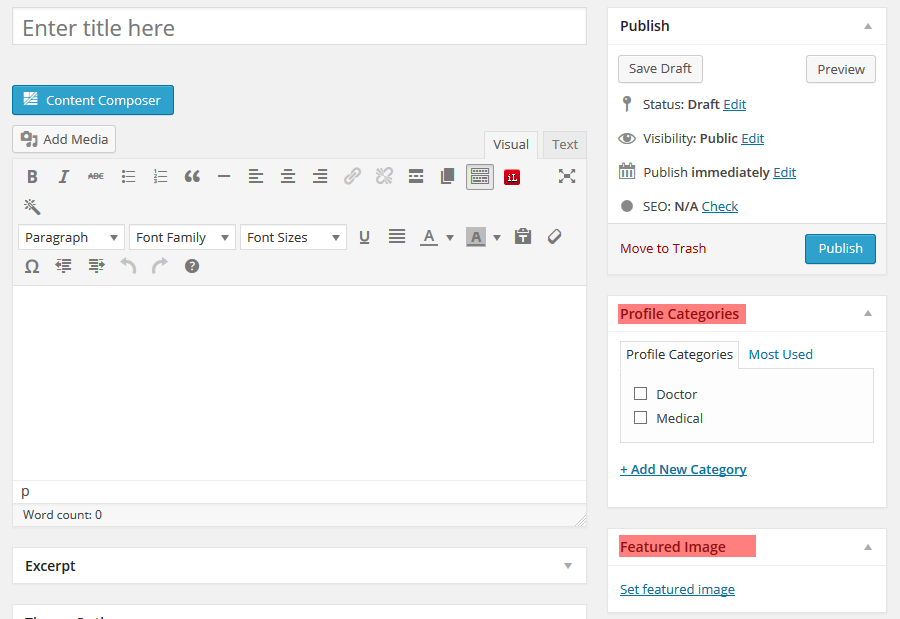 Enter title here
Content Composer
Add Media
Visual
Text
B I ABC
iL
Paragraph
Font Family
Font Sizes
U
A
A
T
Ω
?
p
Word count: 0
Excerpt
Publish
Save Draft
Preview
Status: Draft Edit
Visibility: Public Edit
Publish immediately Edit
SEO: N/A Check
Move to Trash
Publish
Profile Categories
Profile Categories
Most Used
Doctor
Medical
+ Add New Category
Featured Image
Set featured image